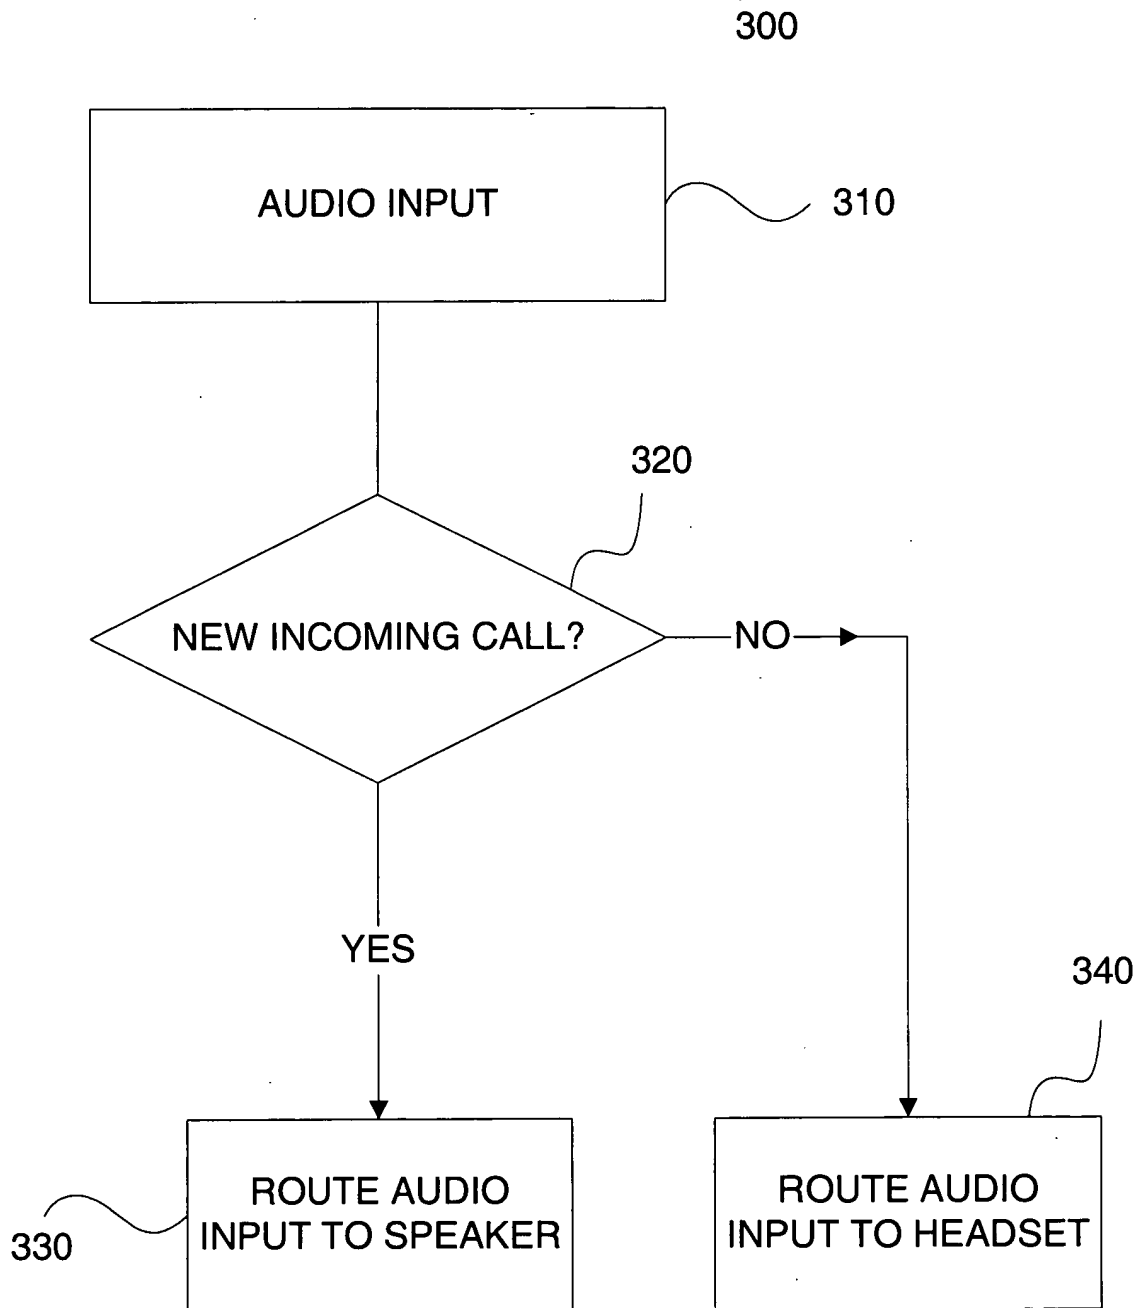 300
AUDIO INPUT
310
320
NEW INCOMING CALL?
NO
YES
340
ROUTE AUDIO
INPUT TO SPEAKER
330
ROUTE AUDIO
INPUT TO HEADSET